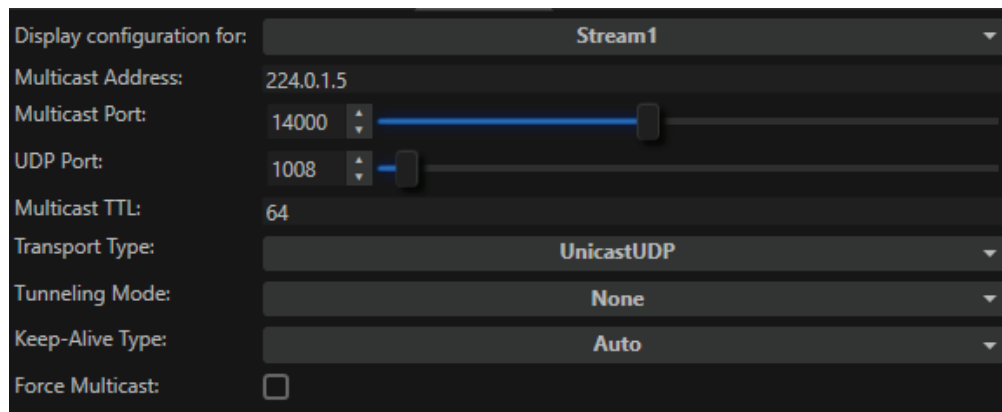 Display configuration for: Stream1
Multicast Address: 224.0.1.5
Multicast Port: 14000
UDP Port: 1008
Multicast TTL: 64
Transport Type: UnicastUDP
Tunneling Mode: None
Keep-Alive Type: Auto
Force Multicast: